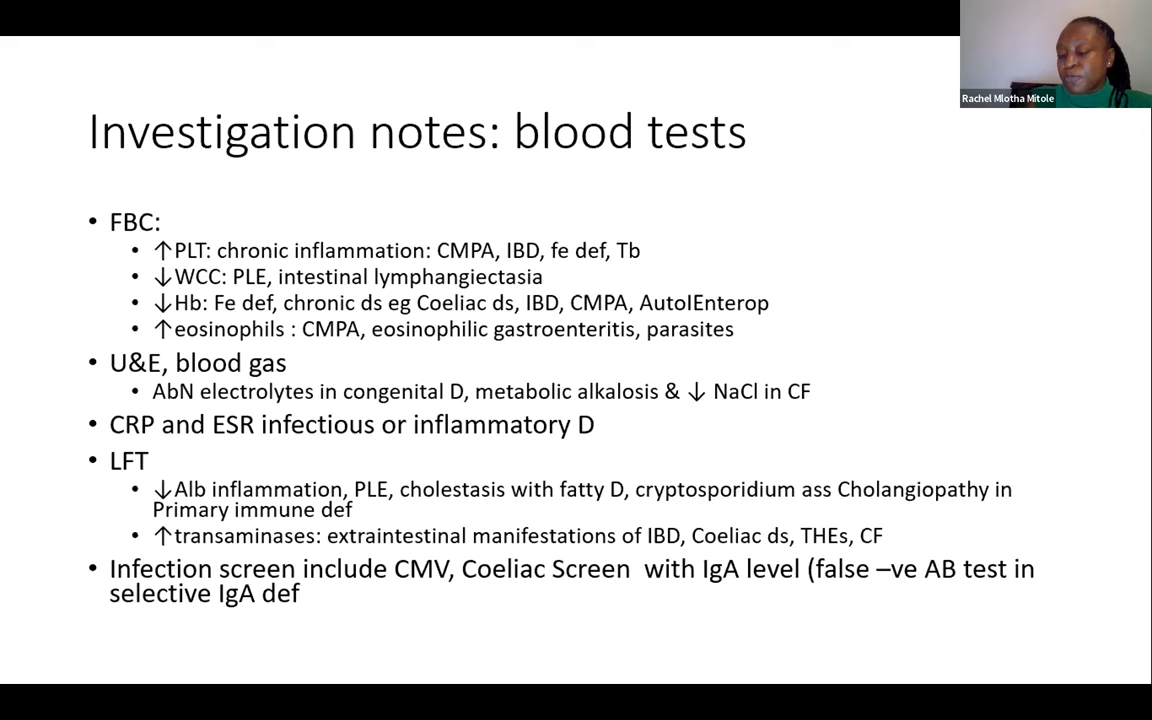 Rachel Mlotha Mitole
Investigation notes: blood tests
• FBC:
• ↑PLT: chronic inflammation: CMPA, IBD, fe def, Tb
• ↓WCC: PLE, intestinal lymphangiectasia
• ↓Hb: Fe def, chronic ds eg Coeliac ds, IBD, CMPA, AutoIEnterop
• ↑eosinophils : CMPA, eosinophilic gastroenteritis, parasites
• U&E, blood gas
• AbN electrolytes in congenital D, metabolic alkalosis & ↓ NaCl in CF
• CRP and ESR infectious or inflammatory D
• LFT
• ↓Alb inflammation, PLE, cholestasis with fatty D, cryptosporidium ass Cholangiopathy in
Primary immune def
• ↑transaminases: extraintestinal manifestations of IBD, Coeliac ds, THEs, CF
• Infection screen include CMV, Coeliac Screen with IgA level (false –ve AB test in
selective IgA def